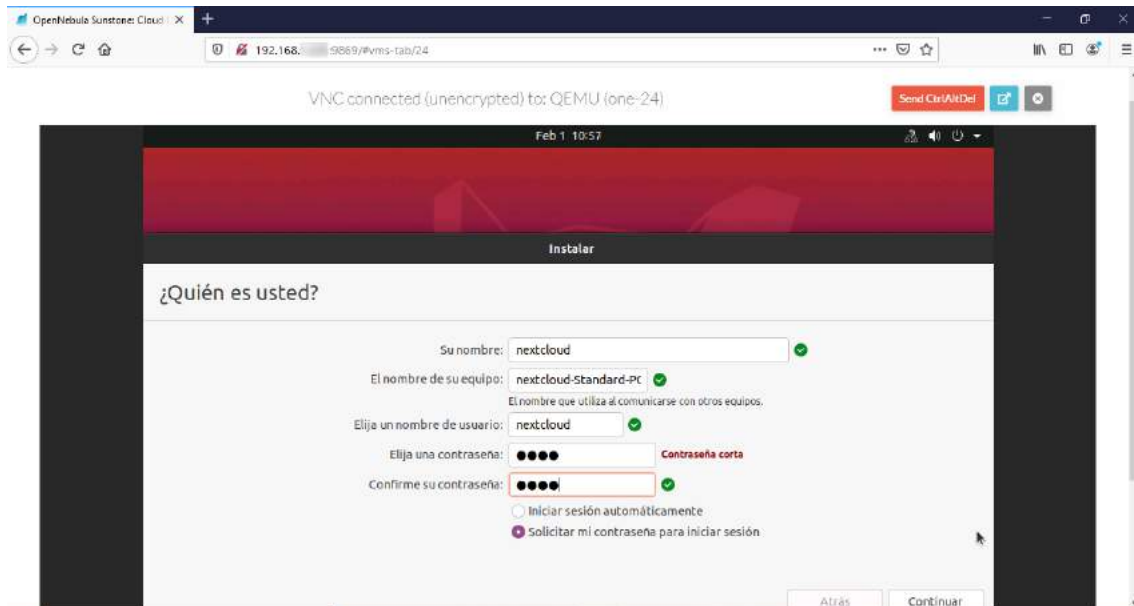 OpenNebula Sunstone: Cloud
192.168. :9869/#vms-tab/24
VNC connected (unencrypted) to: QEMU (one-24)
Send CtrlAltDel
Feb 1 10:57
Instalar
¿Quién es usted?
Su nombre: nextcloud
El nombre de su equipo: nextcloud-Standard-PC
El nombre que utiliza al comunicarse con otros equipos.
Elija un nombre de usuario: nextcloud
Elija una contraseña: ●●●● Contraseña corta
Confirme su contraseña: ●●●●
Iniciar sesión automáticamente
Solicitar mi contraseña para iniciar sesión
Atrás Continuar